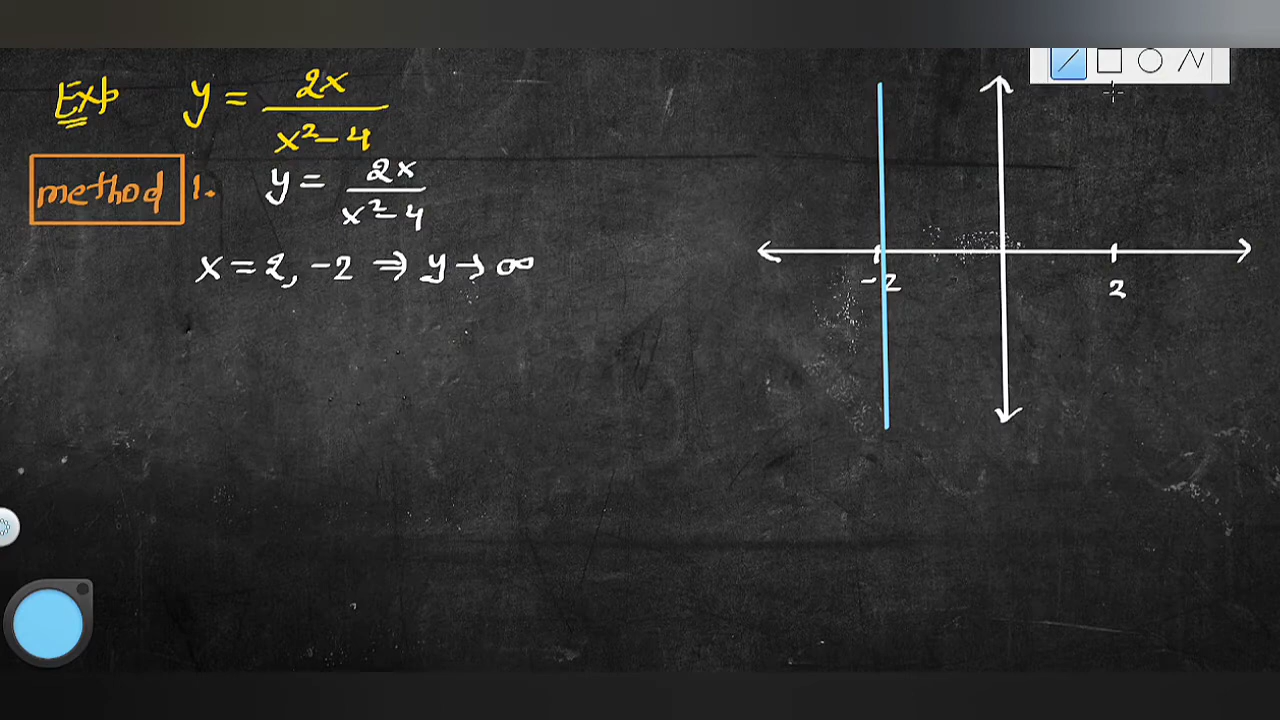 Exp y = 2x / x² - 4
method 1. y = 2x / x² - 4
x = 2, -2 ⇒ y → ∞
-2 2